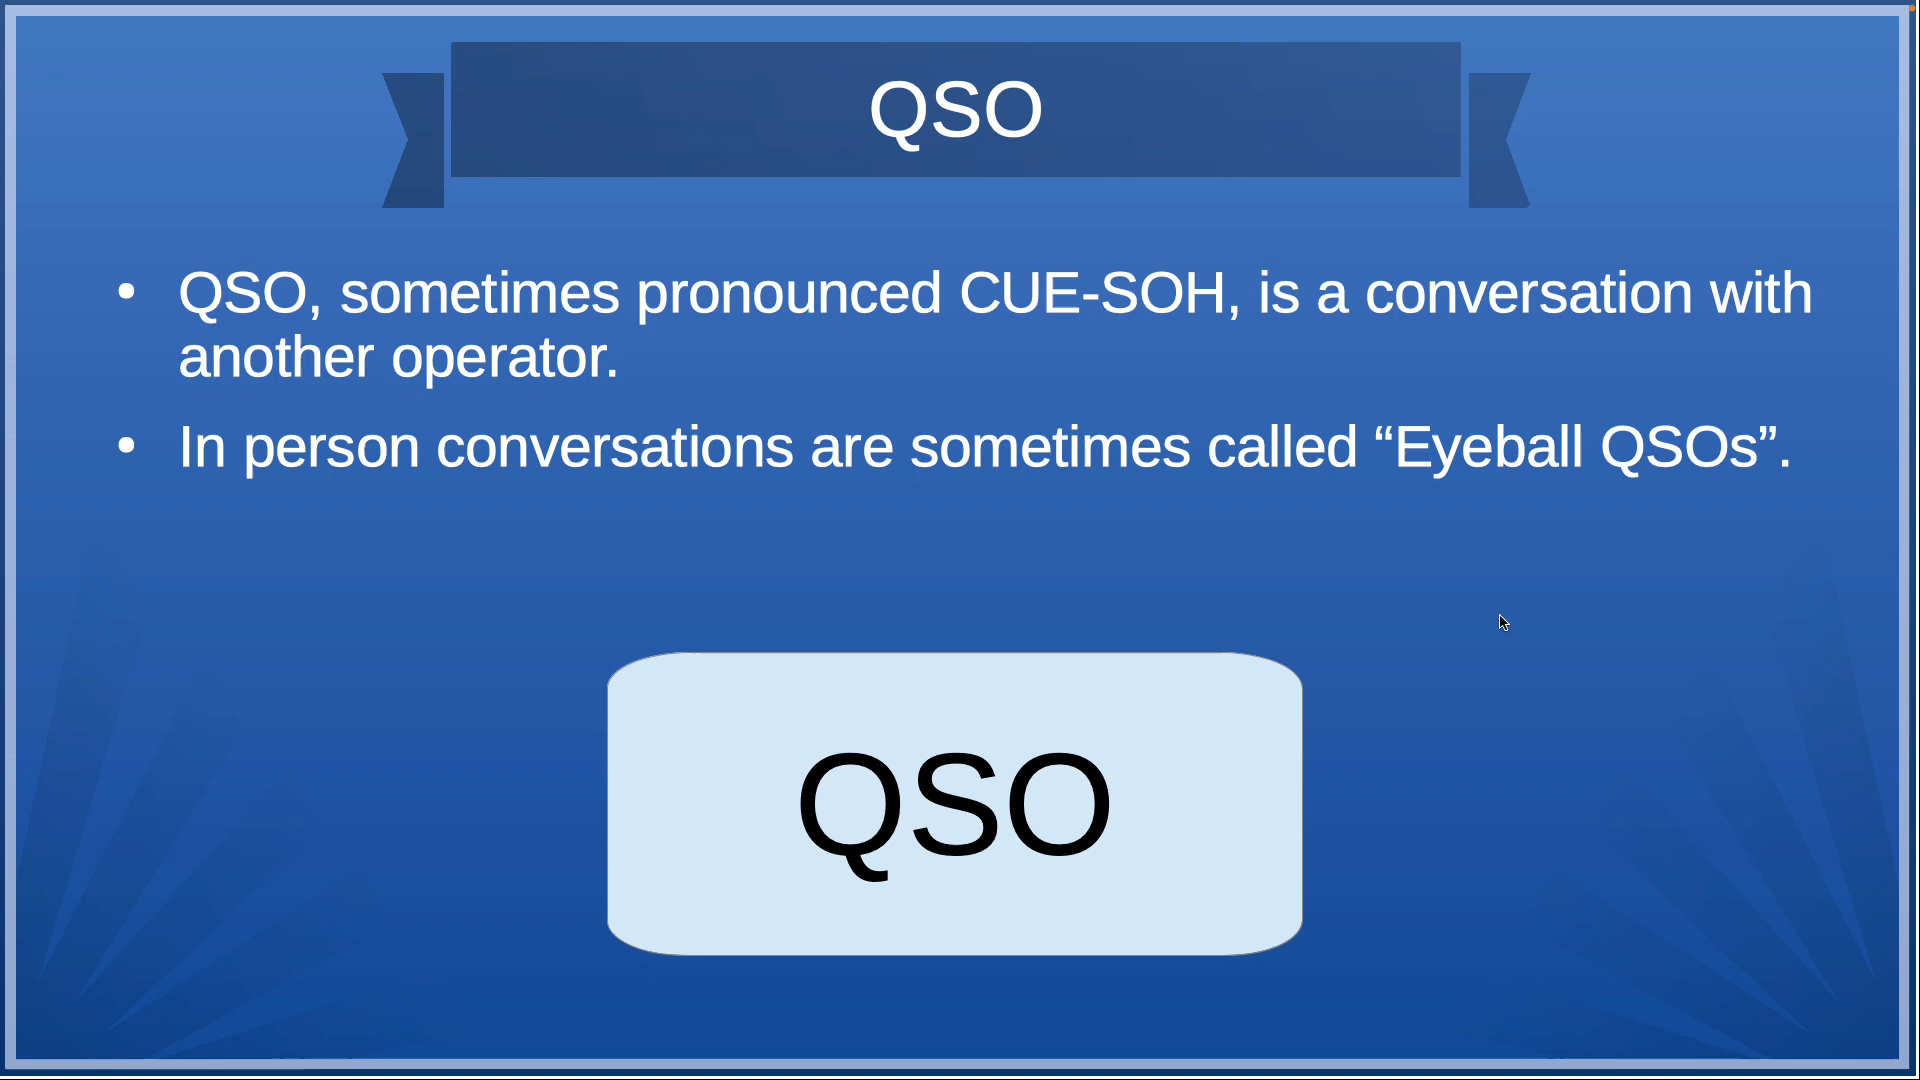 QSO
• QSO, sometimes pronounced CUE-SOH, is a conversation with
another operator.
• In person conversations are sometimes called “Eyeball QSOs”.
QSO